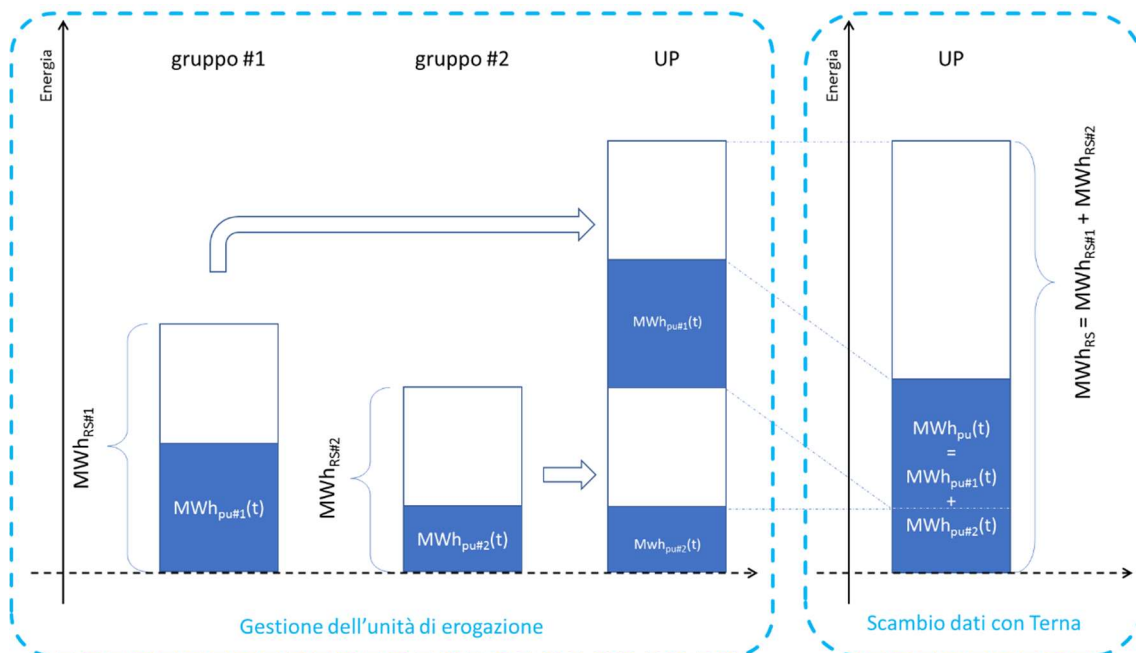 Energia
gruppo #1
gruppo #2
UP
MWhRS#1
MWhpu#1(t)
MWhRS#2
MWhpu#2(t)
MWhpu#1(t)
Mwhpu#2(t)
Gestione dell'unità di erogazione
Energia
UP
MWhpu(t)
=
MWhpu#1(t)
+
MWhpu#2(t)
MWhRS = MWhRS#1 + MWhRS#2
Scambio dati con Terna